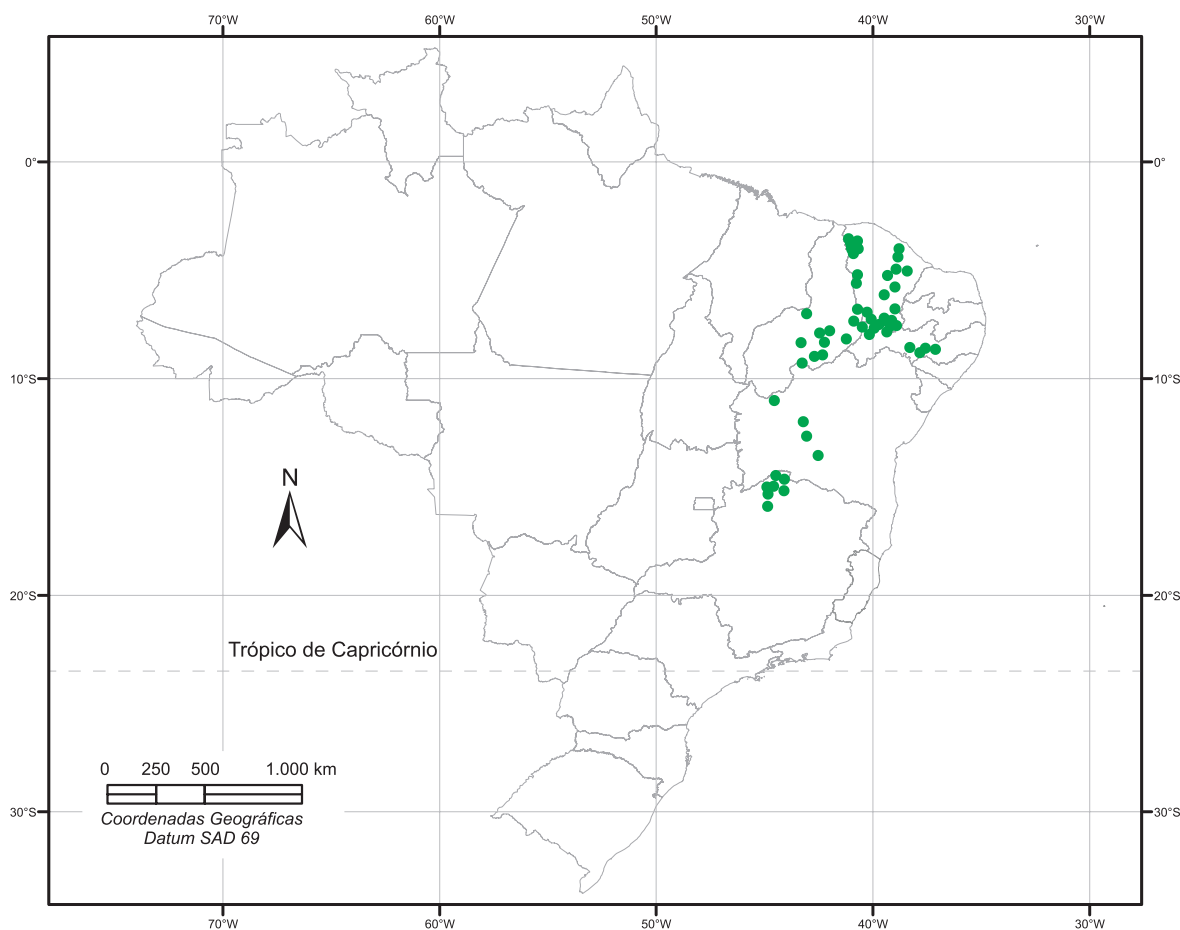 70°W 60°W 50°W 40°W 30°W
0° 0°
10°S 10°S
N
20°S 20°S
Trópico de Capricórnio
0 250 500 1.000 km
30°S 30°S
Coordenadas Geográficas
Datum SAD 69
70°W 60°W 50°W 40°W 30°W